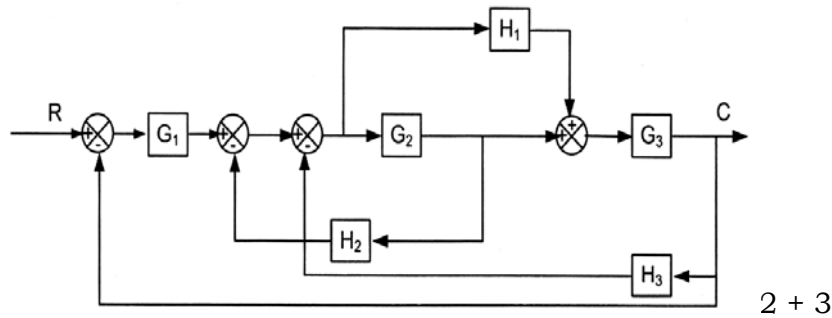 H₁
R
C
+
-
G₁
+
-
+
-
G₂
+
+
G₃
H₂
H₃
2 + 3